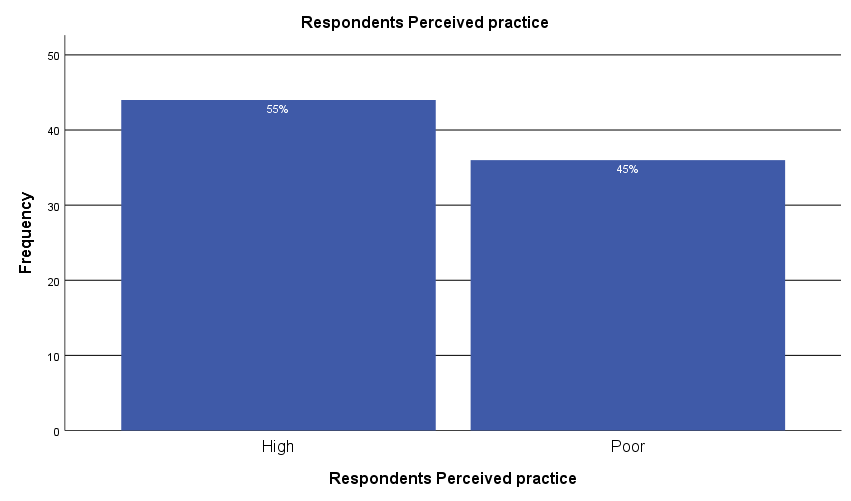 Respondents Perceived practice
50
40
30
20
10
0
Frequency
55%
45%
High
Poor
Respondents Perceived practice